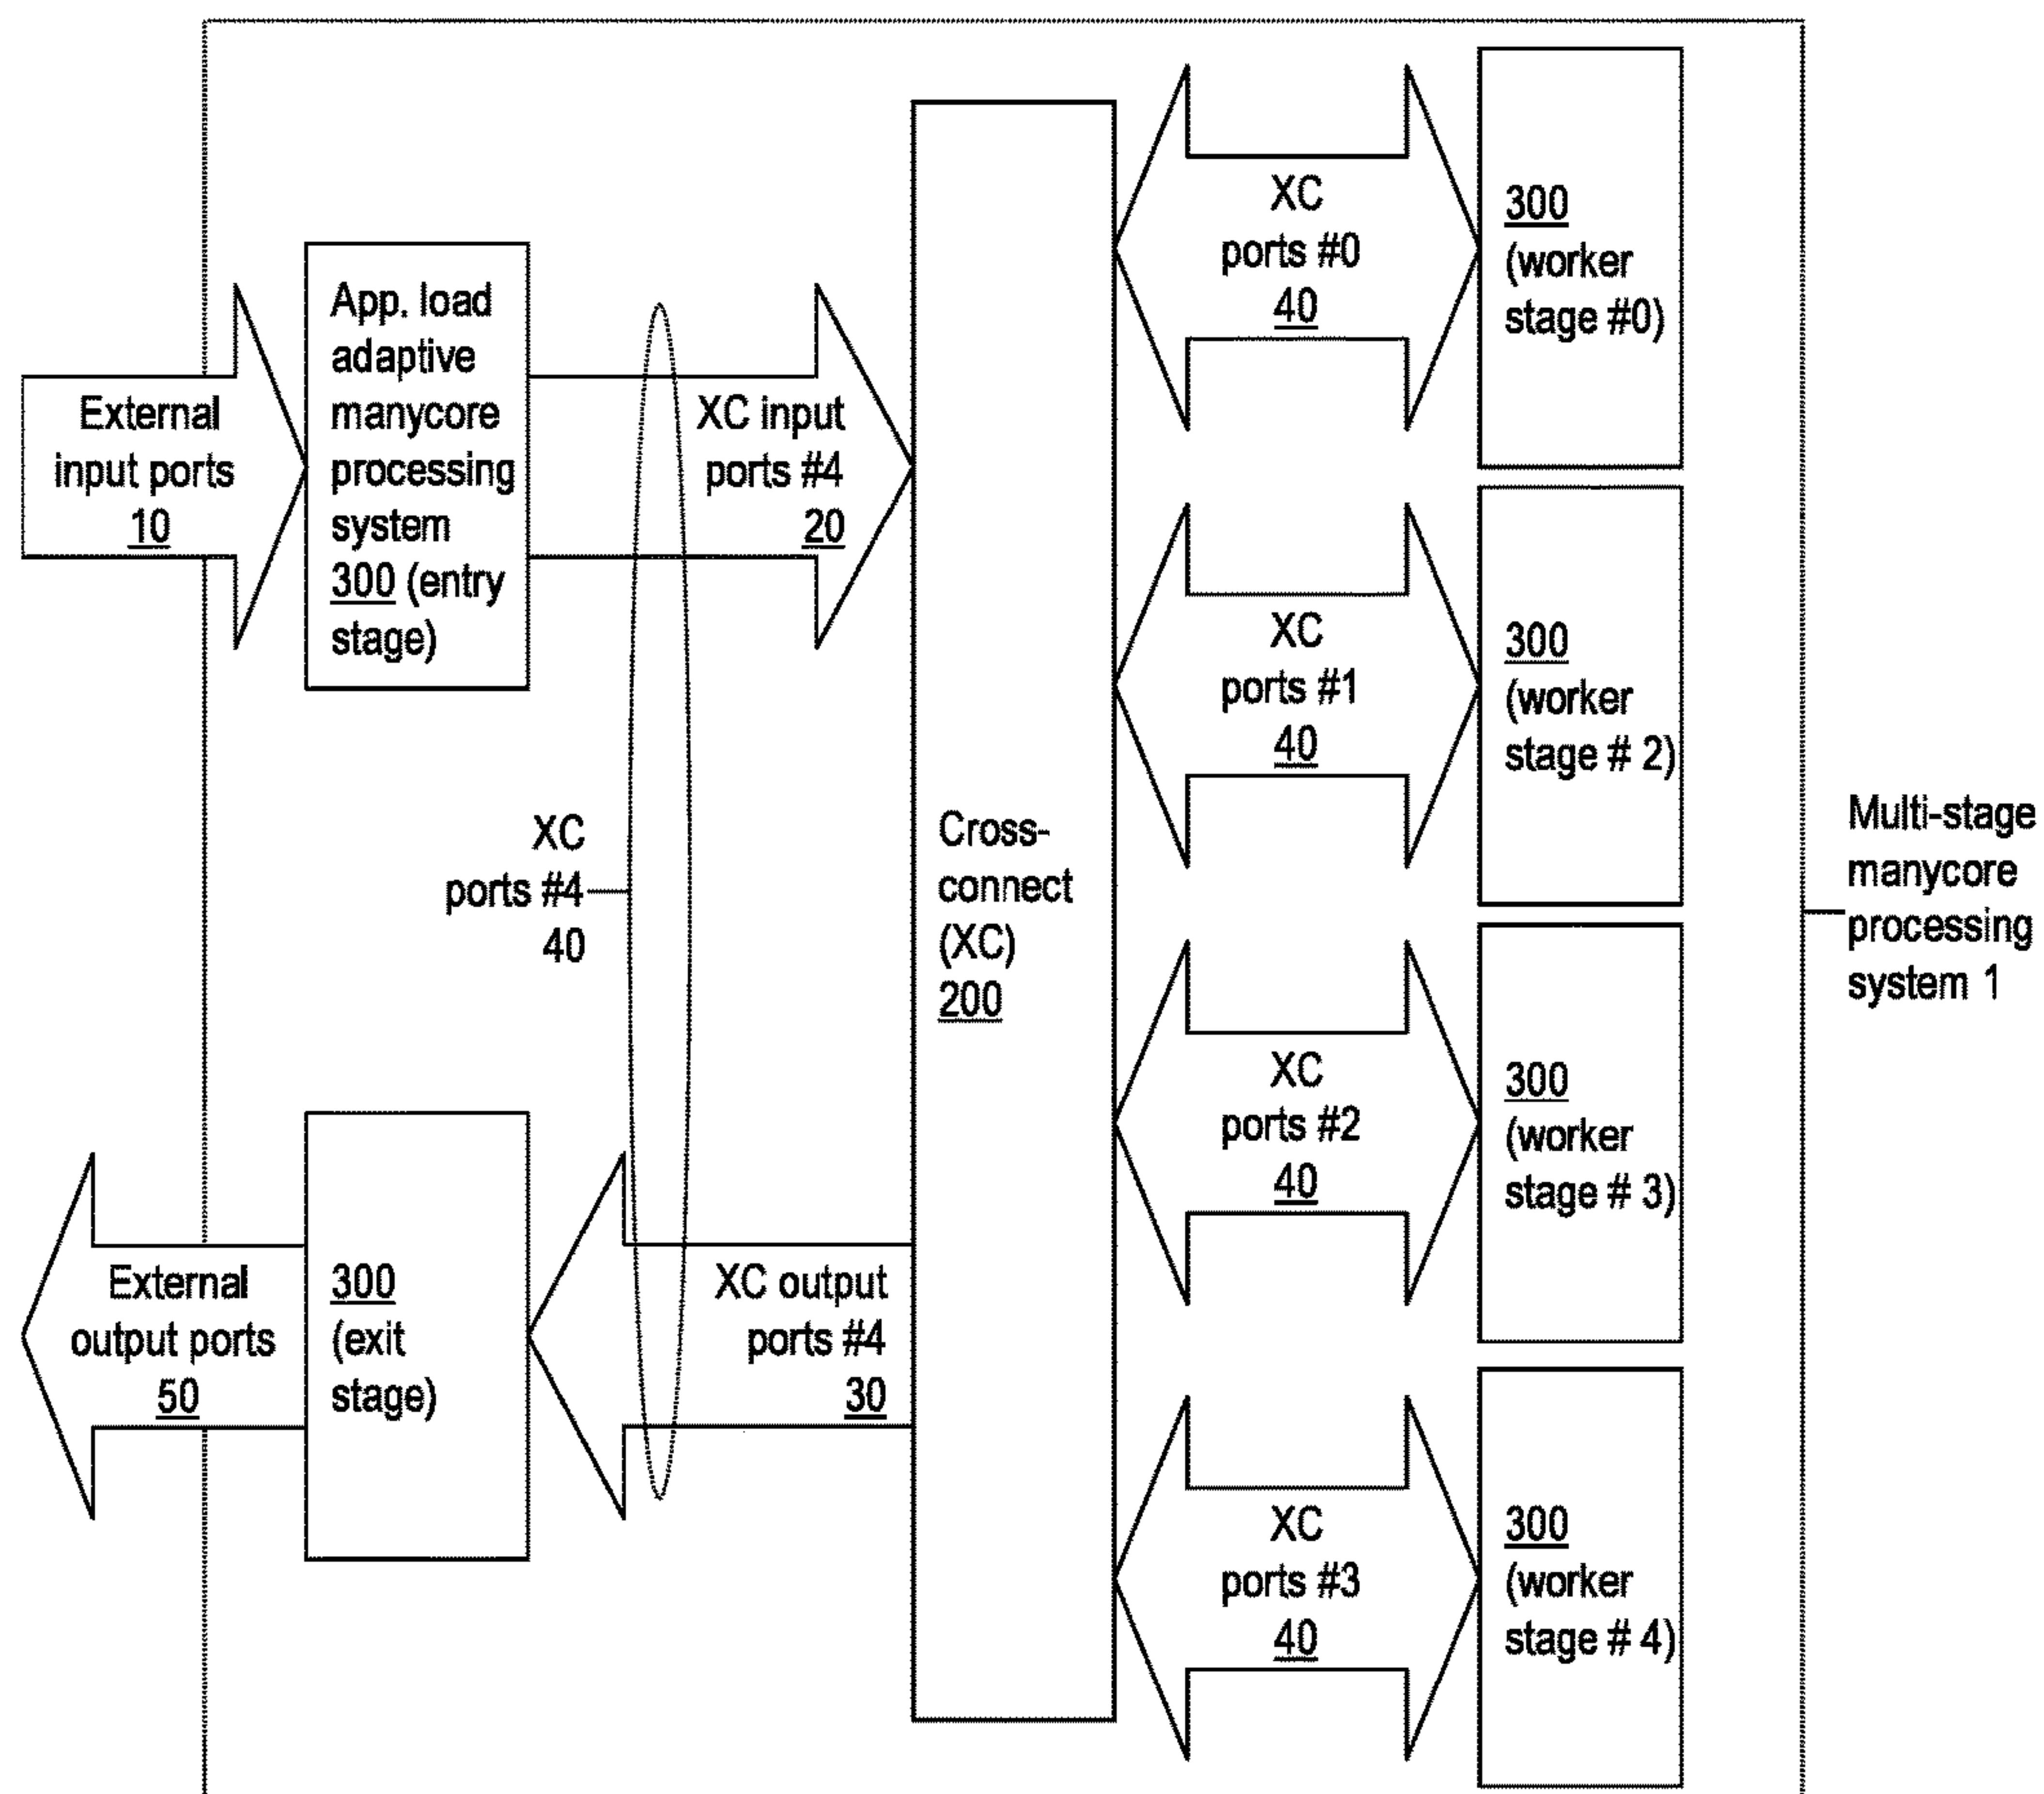 External
input ports
10
App. load
adaptive
manycore
processing
system
300 (entry
stage)
XC input
ports #4
20
XC
ports #4
40
External
output ports
50
300
(exit
stage)
XC output
ports #4
30
Cross-
connect
(XC)
200
XC
ports #0
40
300
(worker
stage #0)
XC
ports #1
40
300
(worker
stage # 2)
XC
ports #2
40
300
(worker
stage # 3)
XC
ports #3
40
300
(worker
stage # 4)
Multi-stage
manycore
processing
system 1